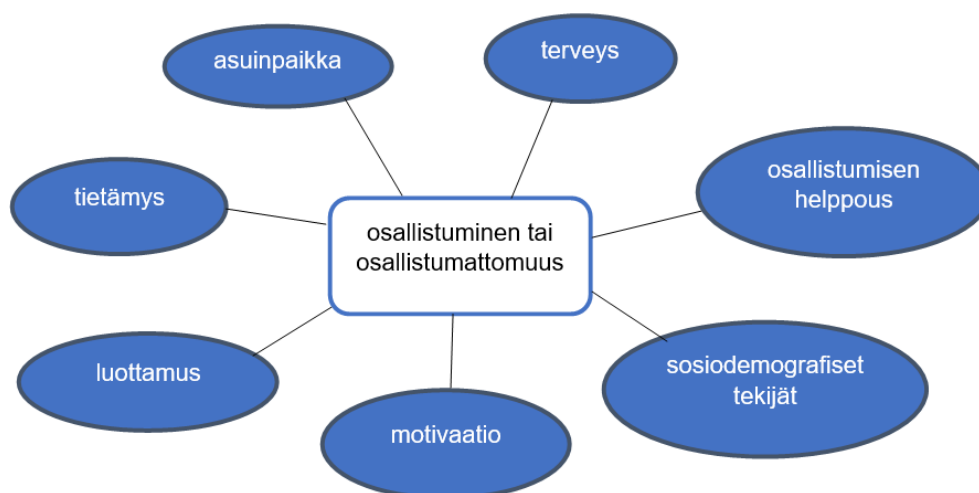 asuinpaikka
terveys
tietämys
osallistumisen
helppous
osallistuminen tai
osallistumattomuus
luottamus
sosiodemografiset
tekijät
motivaatio